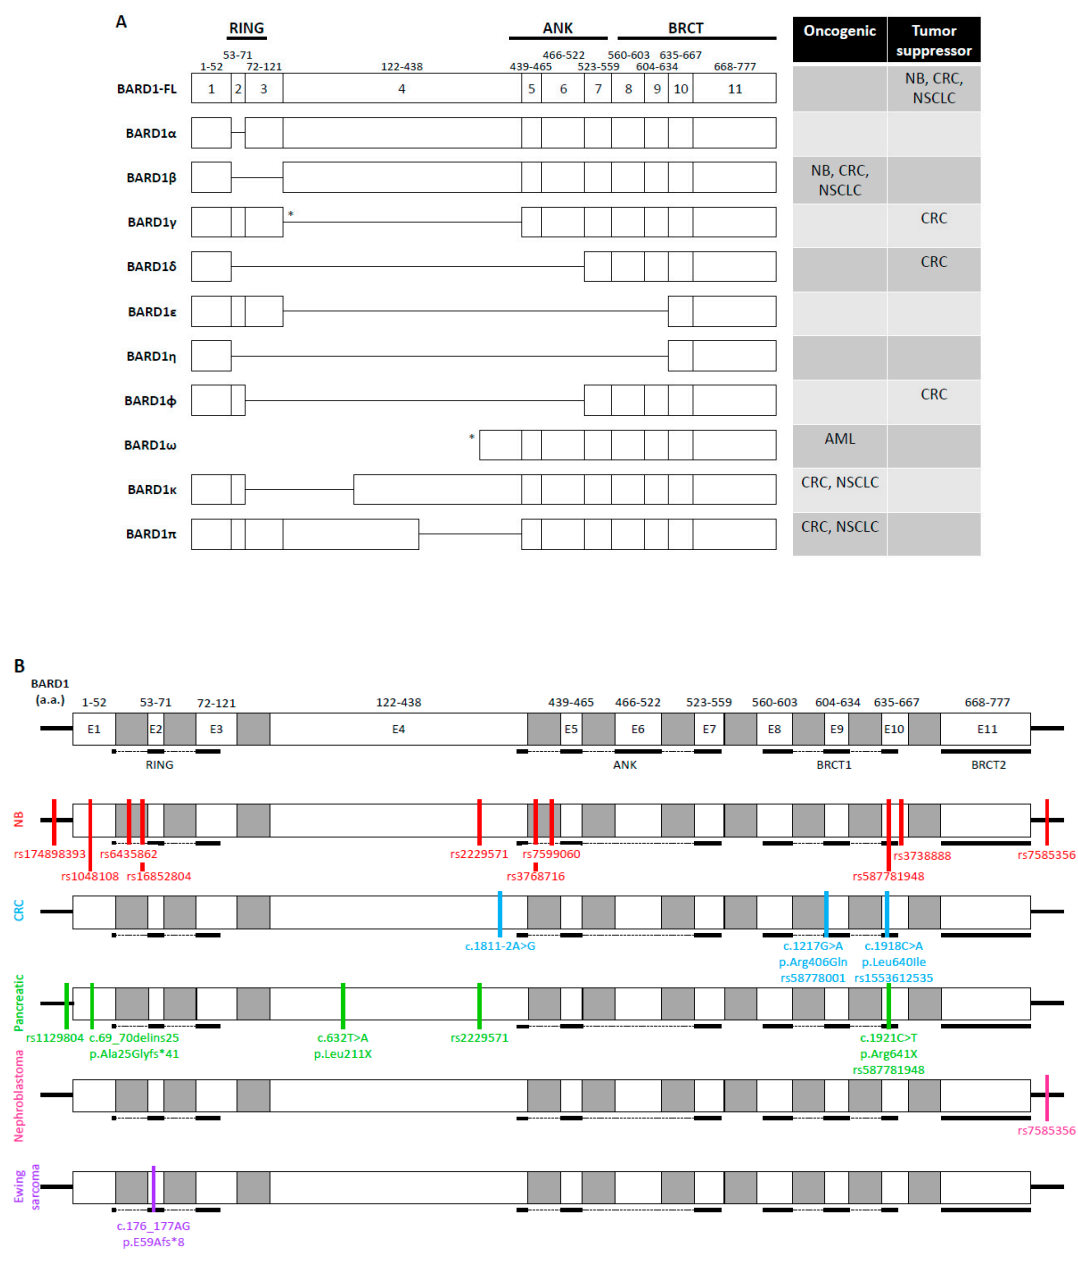 A
RING
ANK
BRCT
Oncogenic
Tumor
suppressor
53-71
466-522
560-603
635-667
1-52
72-121
122-438
439-465
523-559
604-634
668-777
BARD1-FL
1
2
3
4
5
6
7
8
9
10
11
NB, CRC,
NSCLC
BARD1α
BARD1β
NB, CRC,
NSCLC
BARD1γ
*
CRC
BARD1δ
CRC
BARD1ε
BARD1η
BARD1ϕ
CRC
BARD1ω
*
AML
BARD1κ
CRC, NSCLC
BARD1π
CRC, NSCLC
B
BARD1
(a.a.)
1-52
53-71
72-121
122-438
439-465
466-522
523-559
560-603
604-634
635-667
668-777
E1
E2
E3
E4
E5
E6
E7
E8
E9
E10
E11
RING
ANK
BRCT1
BRCT2
NB
rs174898393
rs6435862
rs2229571
rs7599060
rs3738888
rs7585356
rs1048108
rs16852804
rs3768716
rs587781948
CRC
c.1811-2A>G
c.1217G>A
p.Arg406Gln
rs58778001
c.1918C>A
p.Leu640Ile
rs1553612535
Pancreatic
rs1129804
c.69_70delins25
p.Ala25Glyfs*41
c.632T>A
p.Leu211X
rs2229571
c.1921C>T
p.Arg641X
rs587781948
Nephroblastoma
rs7585356
Ewing
sarcoma
c.176_177AG
p.E59Afs*8